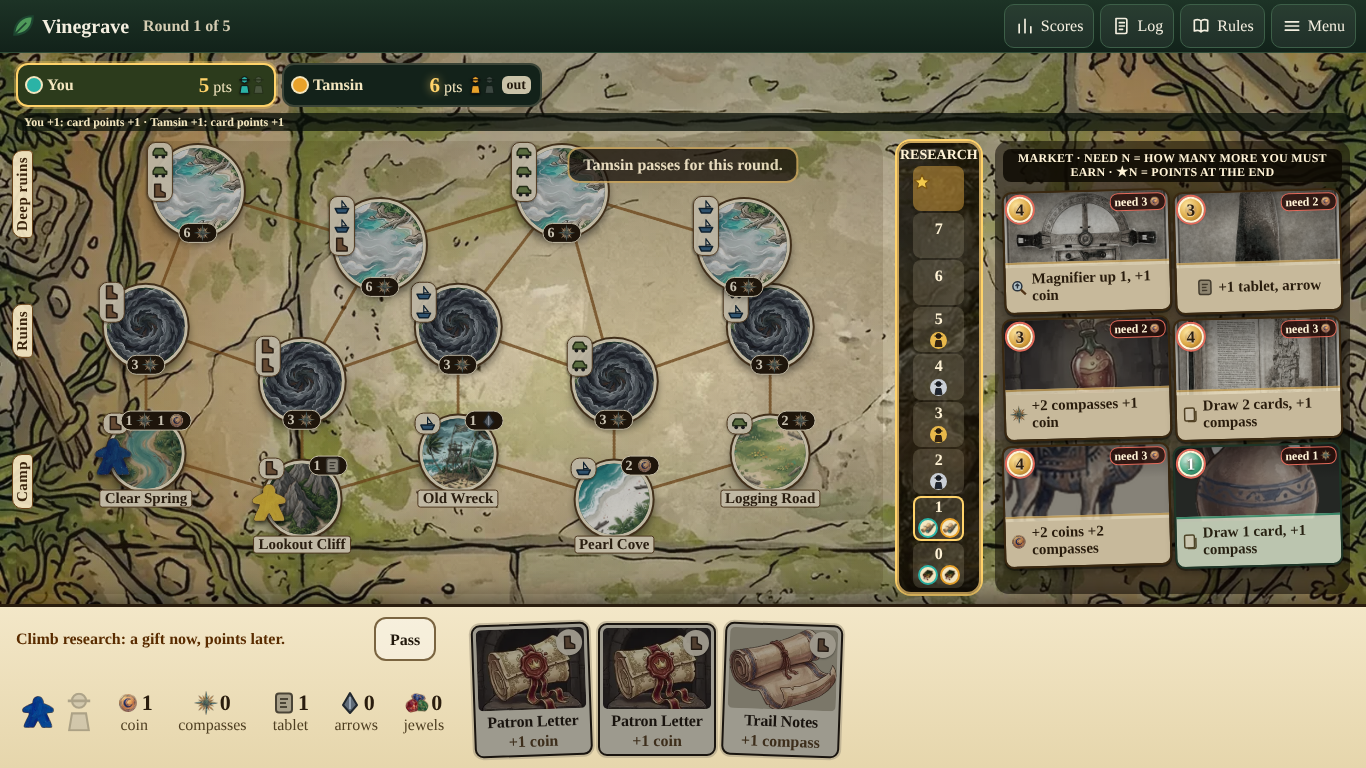 Vinegrave
Round 1 of 5
Scores
Log
Rules
Menu
You
5 pts
Tamsin
6 pts
out
You +1: card points +1 · Tamsin +1: card points +1
Tamsin passes for this round.
Deep ruins
Ruins
Camp
6
6
6
6
3
3
3
3
3
1 1
Clear Spring
1
Lookout Cliff
1
Old Wreck
2
Pearl Cove
2
Logging Road
RESEARCH
7
6
5
4
3
2
1
0
MARKET · NEED N = HOW MANY MORE YOU MUST
EARN · ★N = POINTS AT THE END
4
need 3
Magnifier up 1, +1
coin
3
need 2
+1 tablet, arrow
3
need 2
+2 compasses +1
coin
4
need 3
Draw 2 cards, +1
compass
4
need 3
+2 coins +2
compasses
1
need 1
Draw 1 card, +1
compass
Climb research: a gift now, points later.
Pass
1
coin
0
compasses
1
tablet
0
arrows
0
jewels
Patron Letter
+1 coin
Patron Letter
+1 coin
Trail Notes
+1 compass